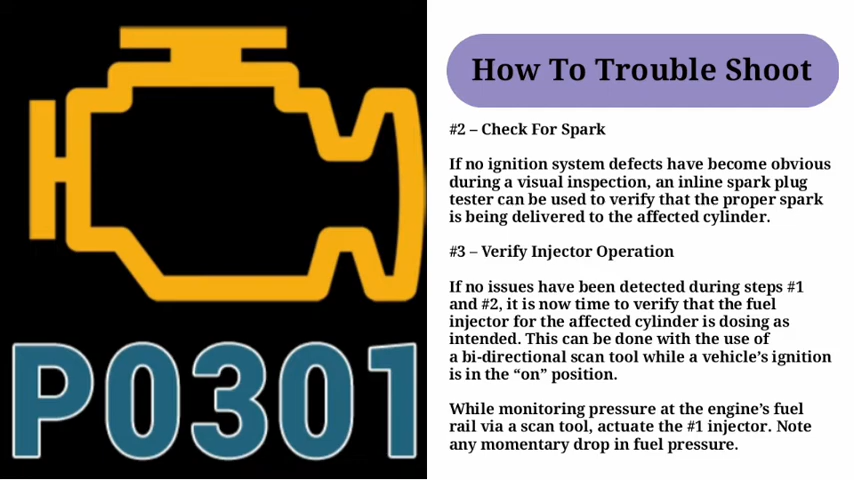 P0301
How To Trouble Shoot
#2 – Check For Spark
If no ignition system defects have become obvious
during a visual inspection, an inline spark plug
tester can be used to verify that the proper spark
is being delivered to the affected cylinder.
#3 – Verify Injector Operation
If no issues have been detected during steps #1
and #2, it is now time to verify that the fuel
injector for the affected cylinder is dosing as
intended. This can be done with the use of
a bi-directional scan tool while a vehicle’s ignition
is in the “on” position.
While monitoring pressure at the engine’s fuel
rail via a scan tool, actuate the #1 injector. Note
any momentary drop in fuel pressure.